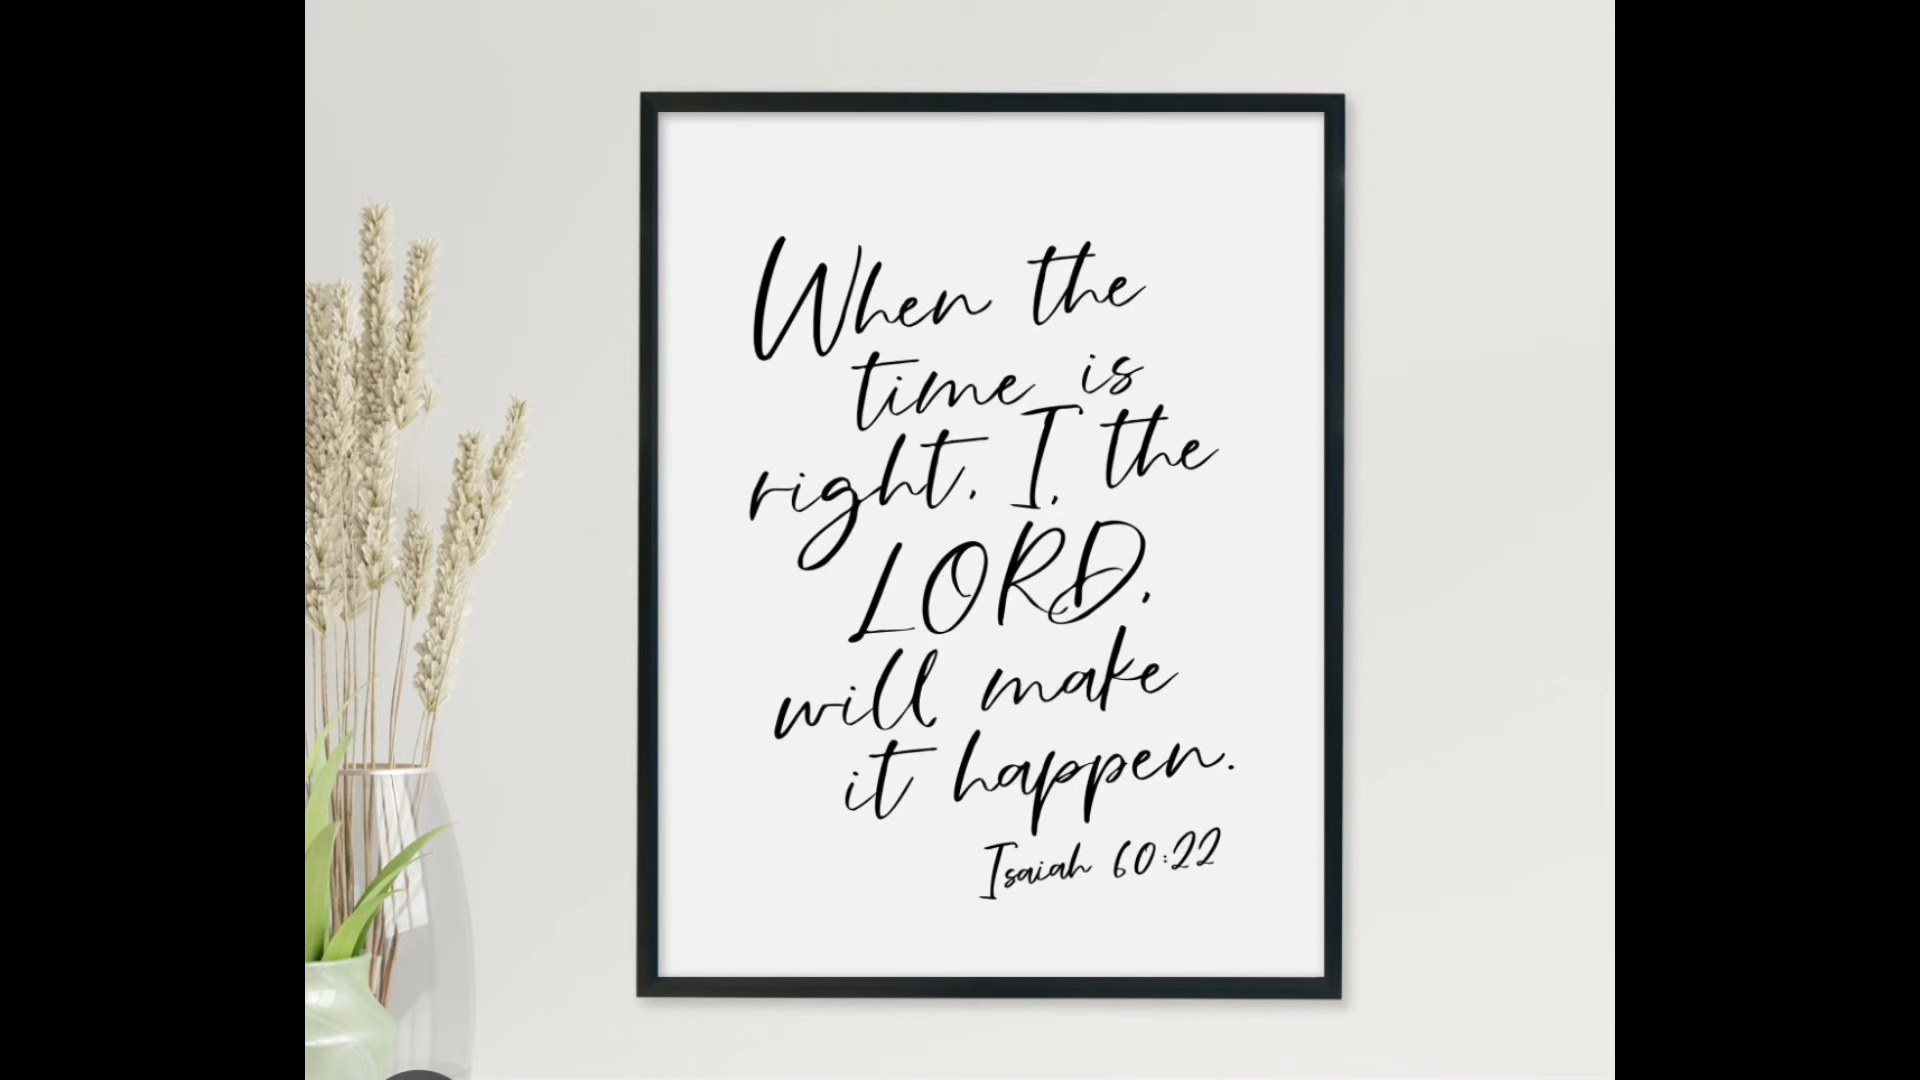 When the
time is
right, I, the
LORD,
will make
it happen.
Isaiah 60:22